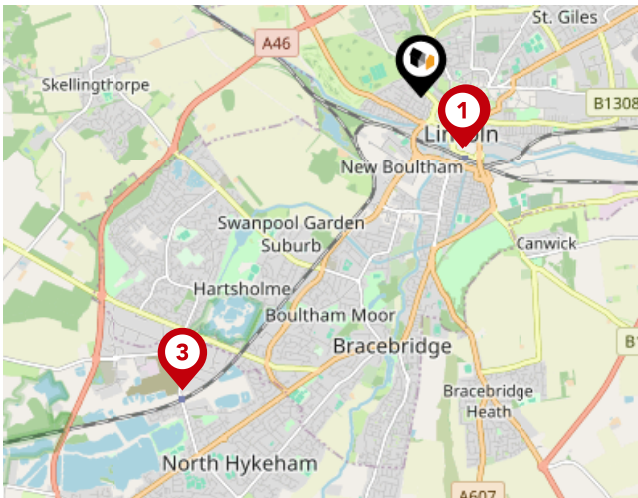 St. Giles
A46
Skellingthorpe
1
B1308
Lincoln
New Boultham
Swanpool Garden
Suburb
Canwick
Hartsholme
Boultham Moor
B1
3
Bracebridge
Bracebridge
Heath
North Hykeham
A607